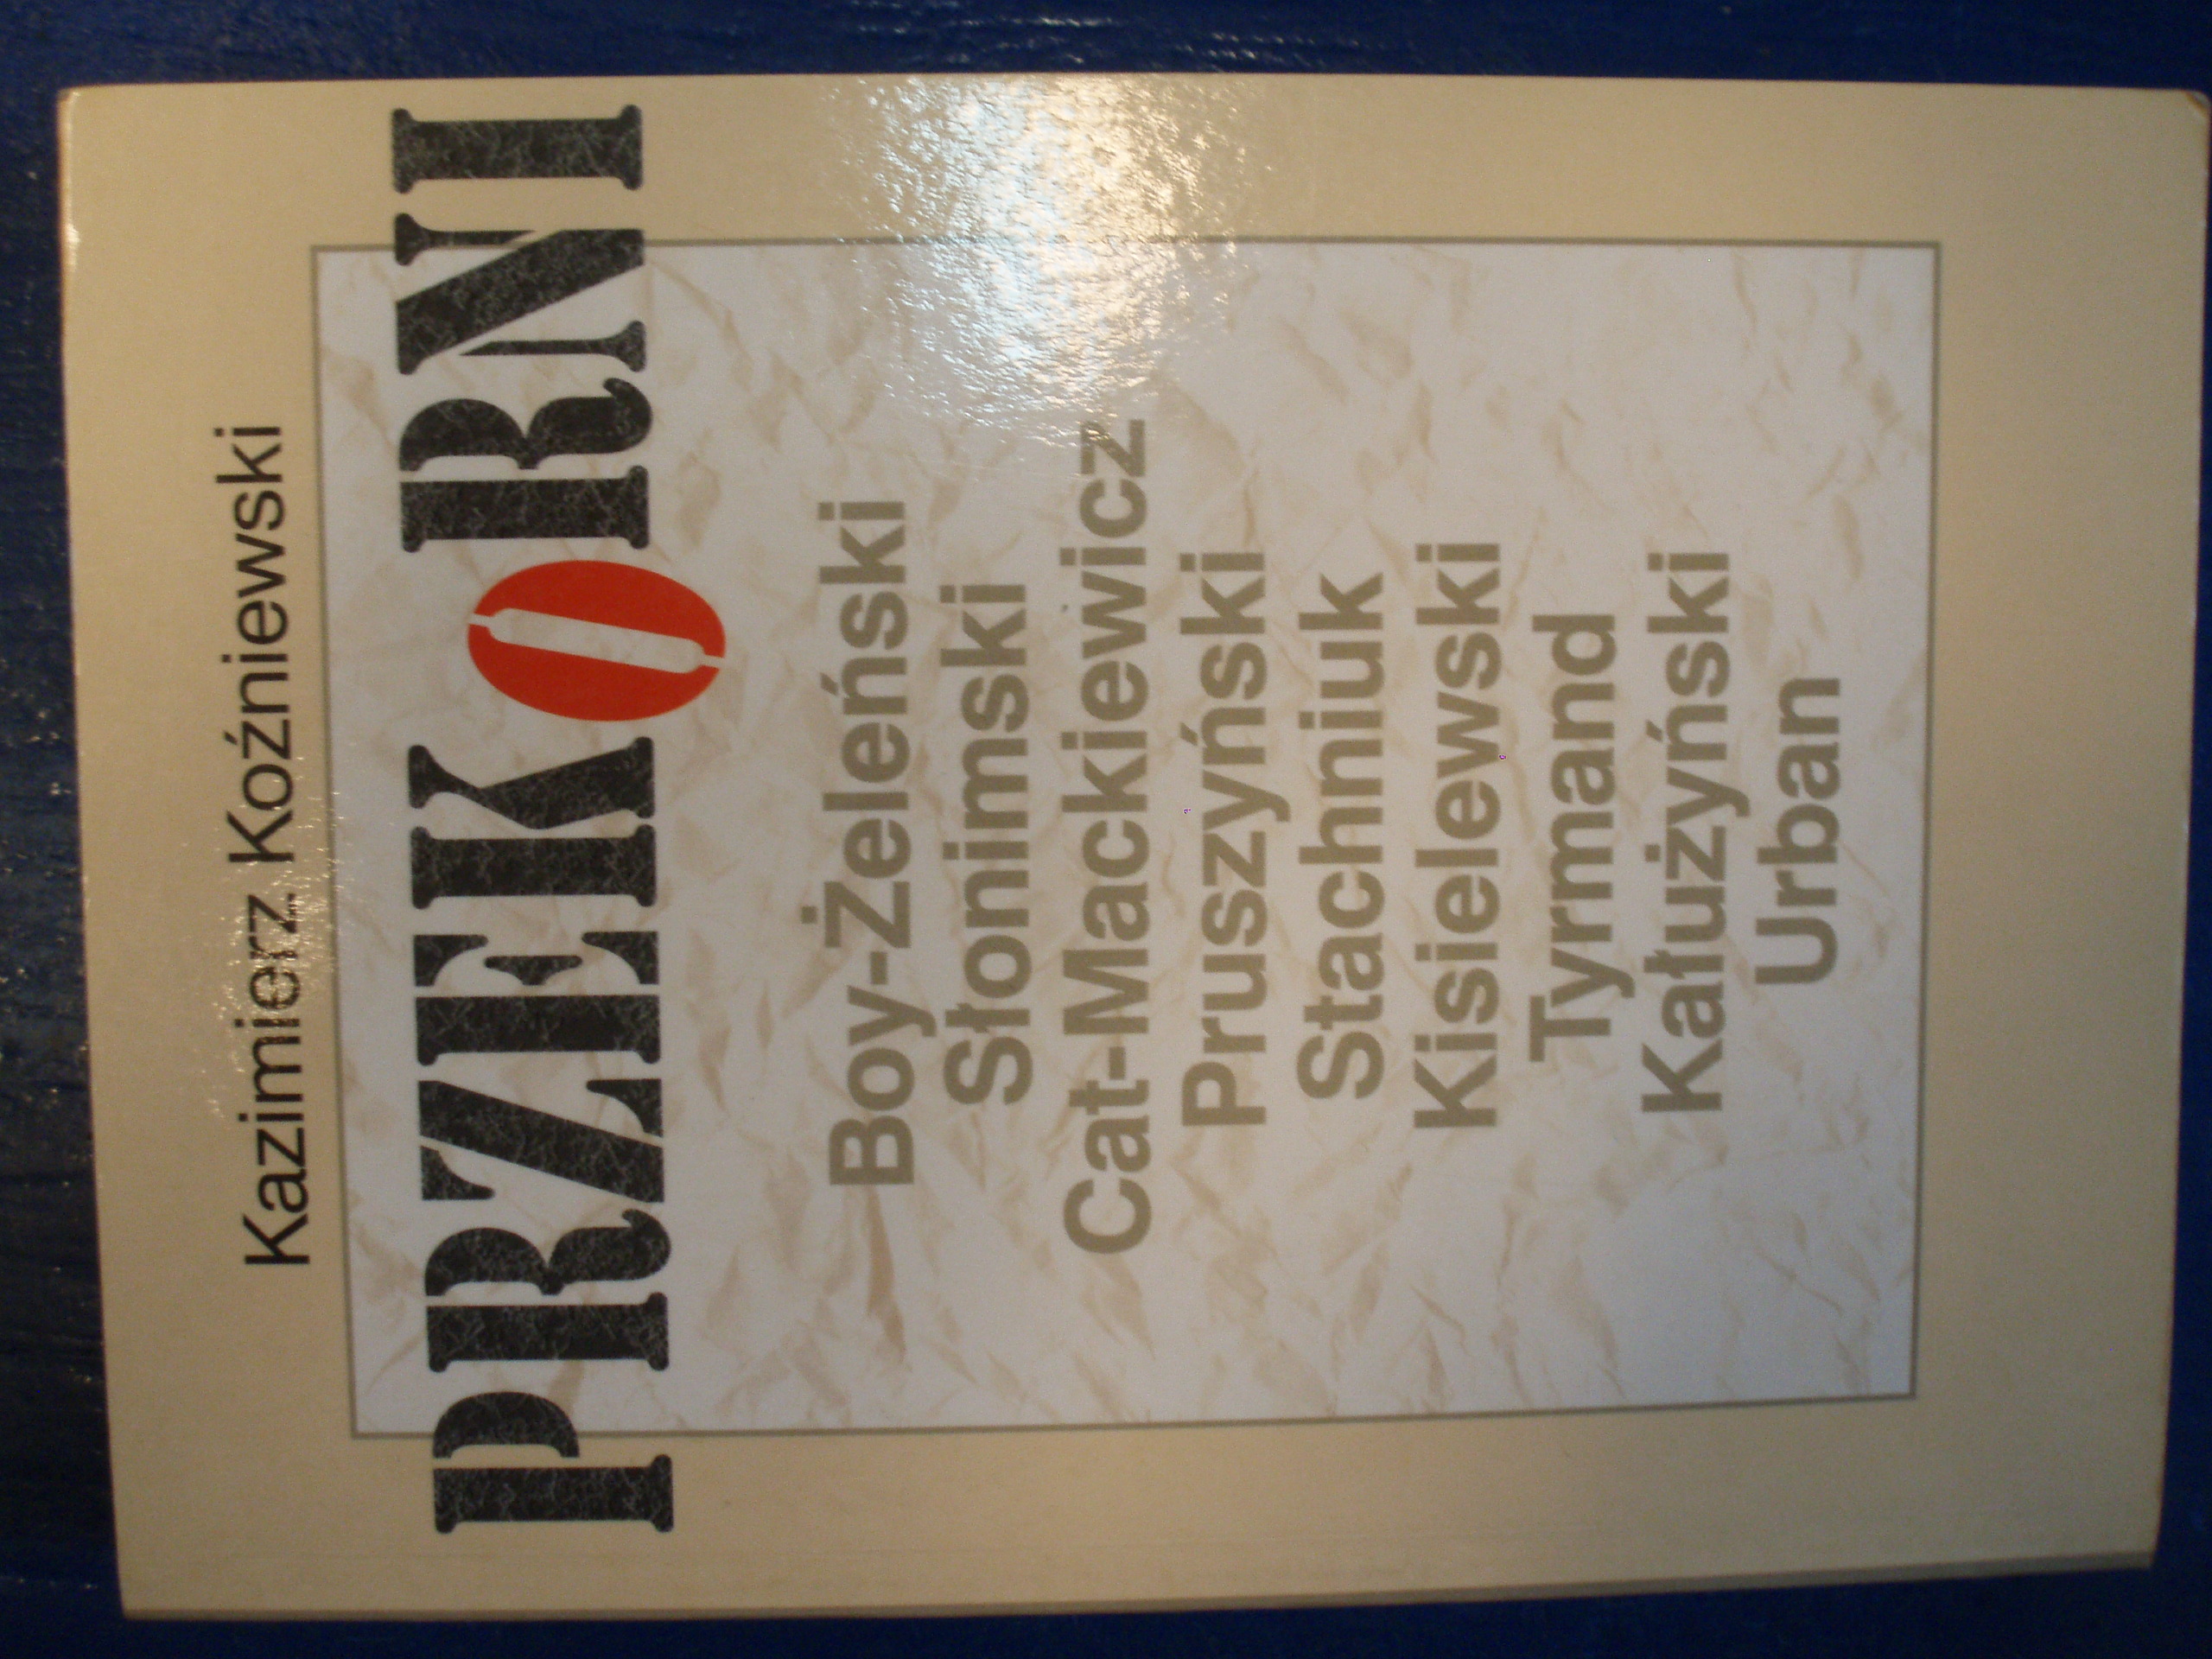 Kazimierz Koźniewski
PRZEKORNI
Boy-Żeleński
Słonimski
Cat-Mackiewicz
Pruszyński
Stachniuk
Kisielewski
Tyrmand
Kałużyński
Urban